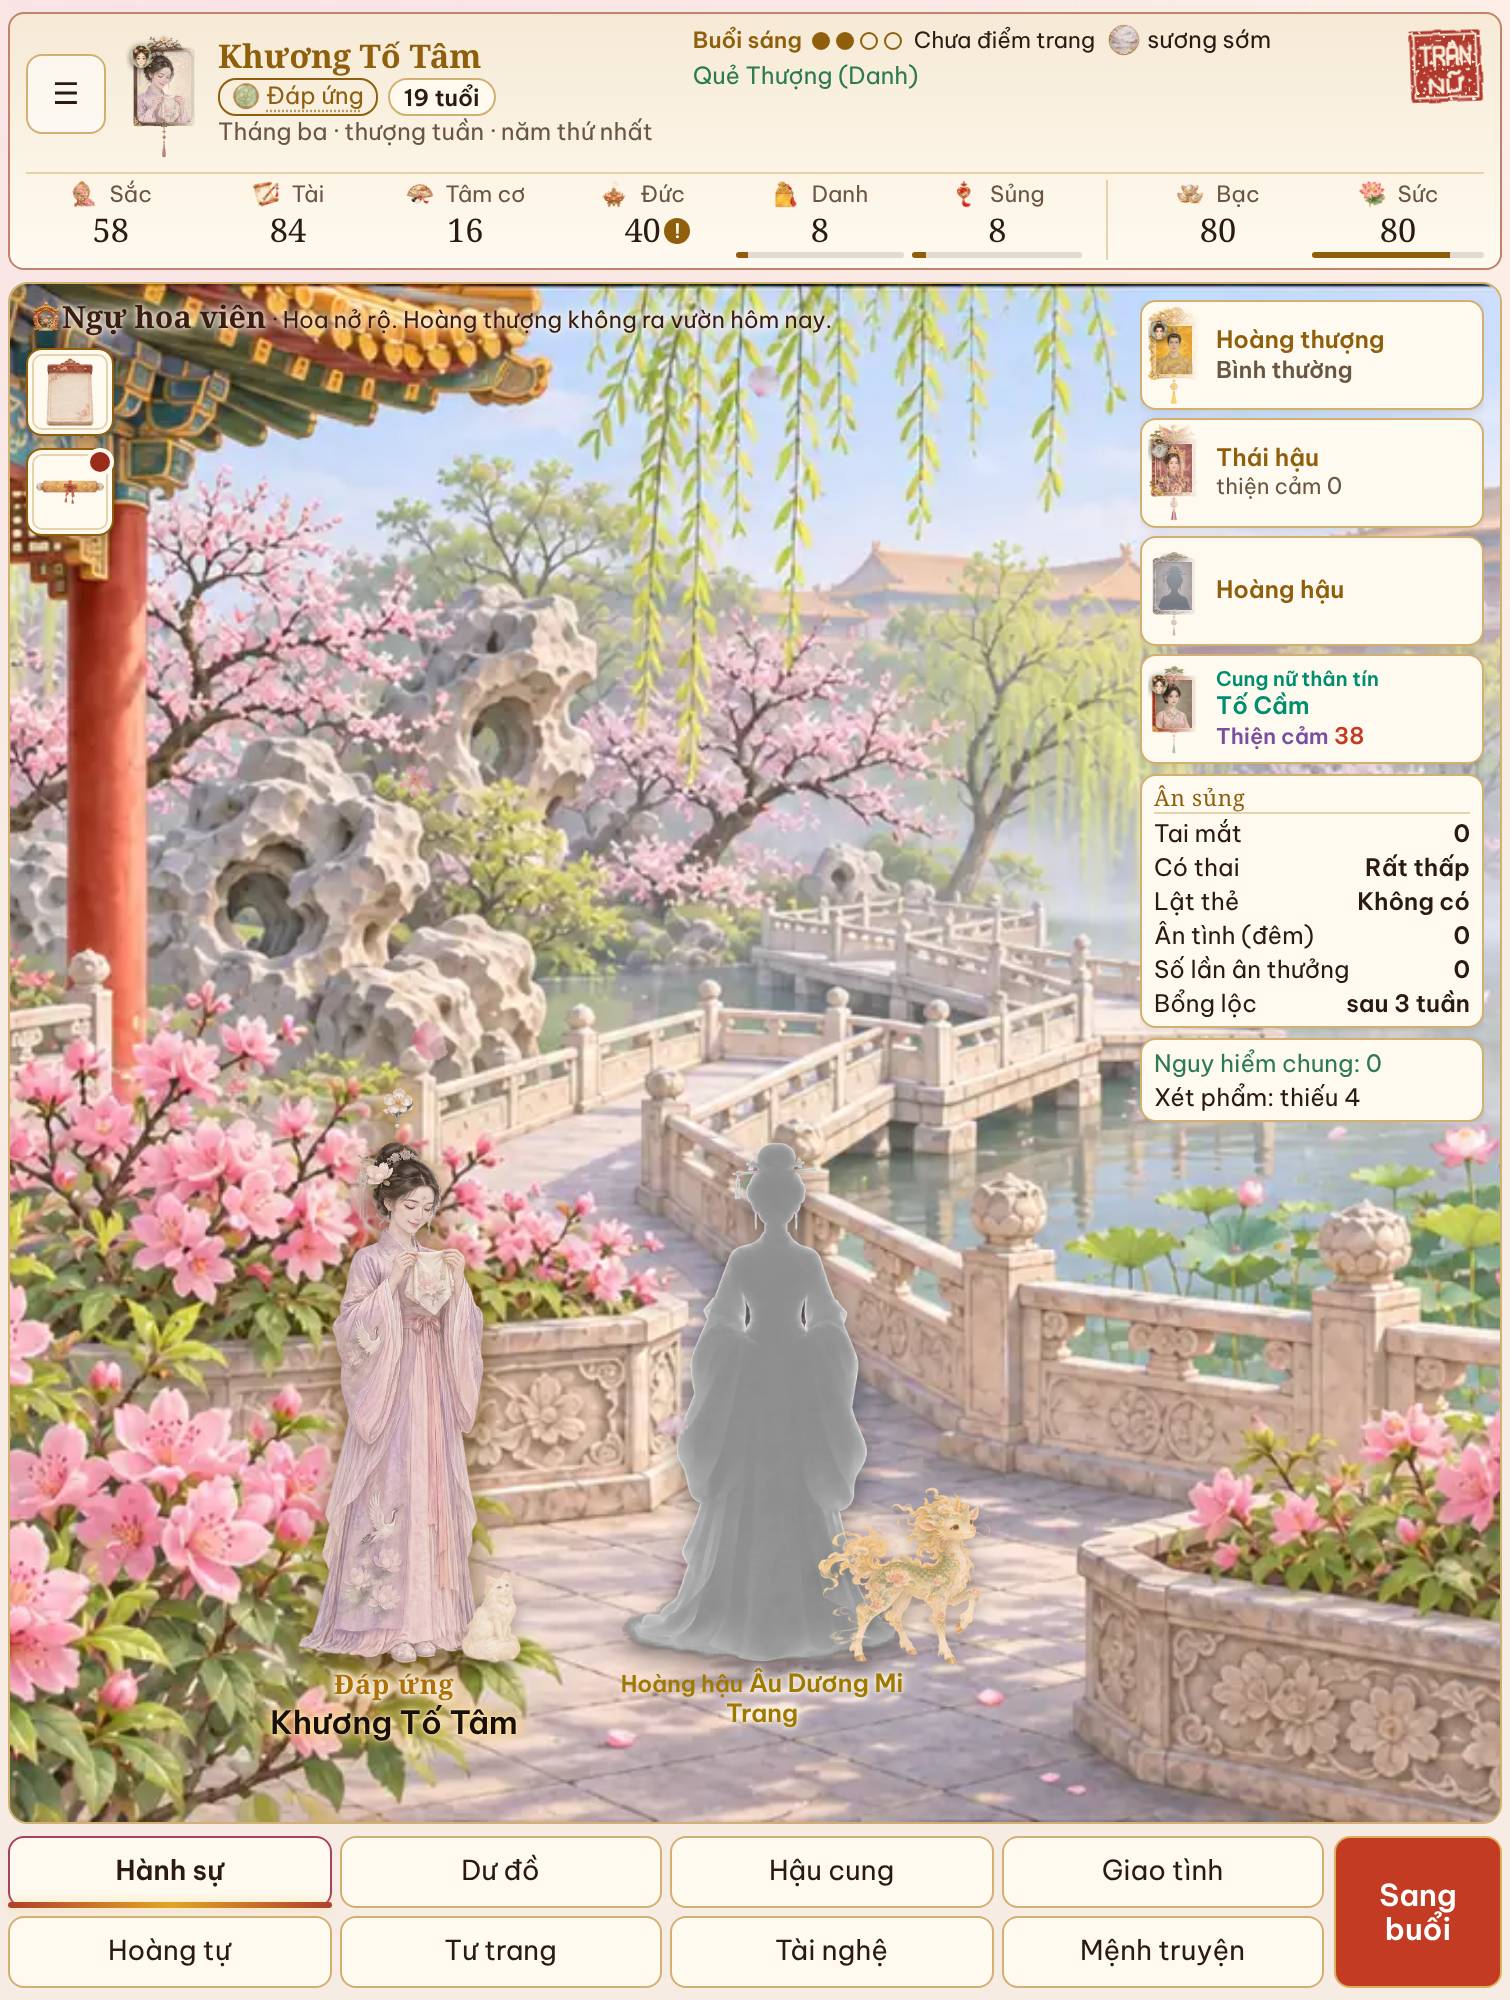 Khương Tố Tâm
Đáp ứng
19 tuổi
Tháng ba · thượng tuần · năm thứ nhất
Buổi sáng
Chưa điểm trang
sương sớm
Quẻ Thượng (Danh)
TRÂN
NỮ
Sắc
58
Tài
84
Tâm cơ
16
Đức
40 !
Danh
8
Sủng
8
Bạc
80
Sức
80
Ngự hoa viên · Hoa nở rộ. Hoàng thượng không ra vườn hôm nay.
Hoàng thượng
Bình thường
Thái hậu
thiện cảm 0
Hoàng hậu
Cung nữ thân tín
Tố Cầm
Thiện cảm 38
Ân sủng
Tai mắt 0
Có thai Rất thấp
Lật thẻ Không có
Ân tình (đêm) 0
Số lần ân thưởng 0
Bổng lộc sau 3 tuần
Nguy hiểm chung: 0
Xét phẩm: thiếu 4
Đáp ứng
Khương Tố Tâm
Hoàng hậu Âu Dương Mi
Trang
Hành sự
Dư đồ
Hậu cung
Giao tình
Hoàng tự
Tư trang
Tài nghệ
Mệnh truyện
Sang
buổi